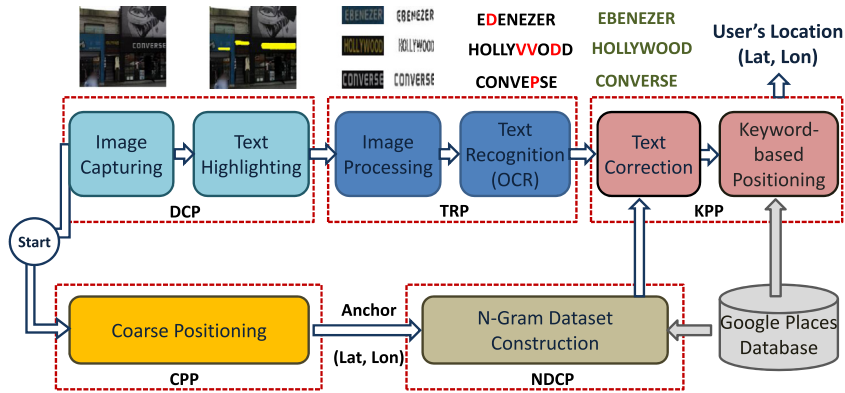 CONVERSE
EBENEZER EBENEZER EDENEZER EBENEZER
HOLLYWOOD HOLLYWOOD HOLLYVVODD HOLLYWOOD
CONVERSE CONVERSE CONVEPSE CONVERSE
User's Location
(Lat, Lon)
Image
Capturing
Text
Highlighting
DCP
Image
Processing
Text
Recognition
(OCR)
TRP
Text
Correction
Keyword-
based
Positioning
KPP
Start
Coarse Positioning
CPP
Anchor
(Lat, Lon)
N-Gram Dataset
Construction
NDCP
Google Places
Database